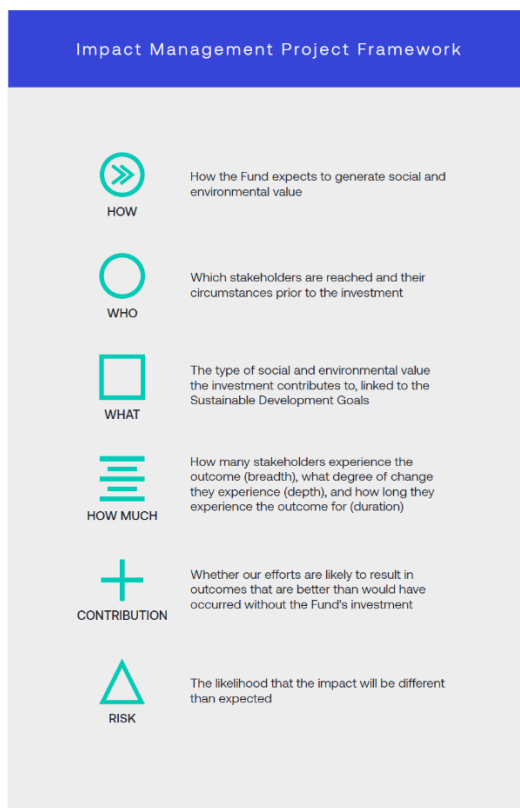 Impact Management Project Framework
HOW
How the Fund expects to generate social and
environmental value
WHO
Which stakeholders are reached and their
circumstances prior to the investment
WHAT
The type of social and environmental value
the investment contributes to, linked to the
Sustainable Development Goals
HOW MUCH
How many stakeholders experience the
outcome (breadth), what degree of change
they experience (depth), and how long they
experience the outcome for (duration)
CONTRIBUTION
Whether our efforts are likely to result in
outcomes that are better than would have
occurred without the Fund's investment
RISK
The likelihood that the impact will be different
than expected